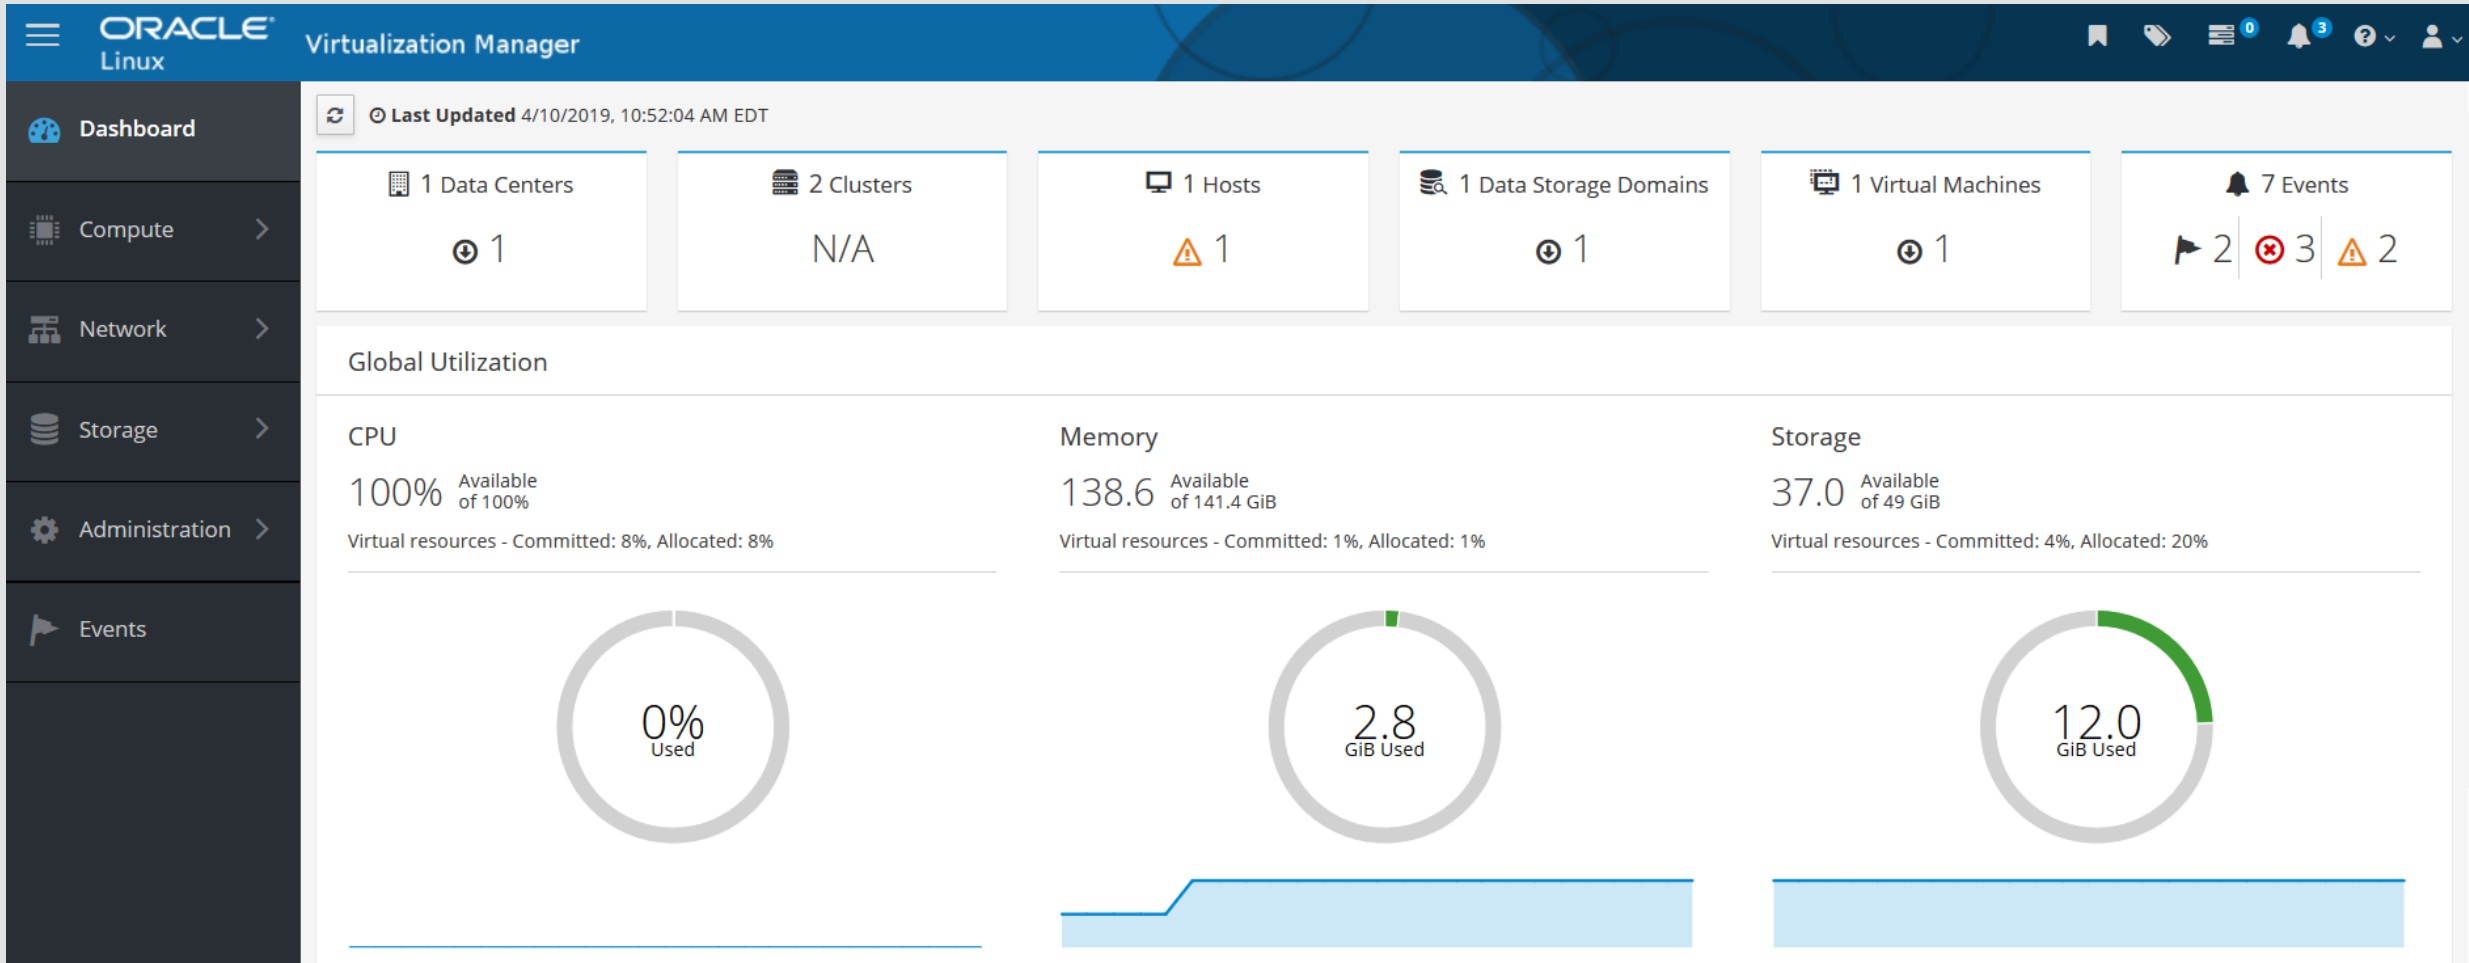 ORACLE
Linux
Virtualization Manager
0
3
Dashboard
Compute
Network
Storage
Administration
Events
Last Updated 4/10/2019, 10:52:04 AM EDT
1 Data Centers
1
2 Clusters
N/A
1 Hosts
1
1 Data Storage Domains
1
1 Virtual Machines
1
7 Events
2 3 2
Global Utilization
CPU
100% Available
of 100%
Virtual resources - Committed: 8%, Allocated: 8%
0%
Used
Memory
138.6 Available
of 141.4 GiB
Virtual resources - Committed: 1%, Allocated: 1%
2.8
GiB Used
Storage
37.0 Available
of 49 GiB
Virtual resources - Committed: 4%, Allocated: 20%
12.0
GiB Used